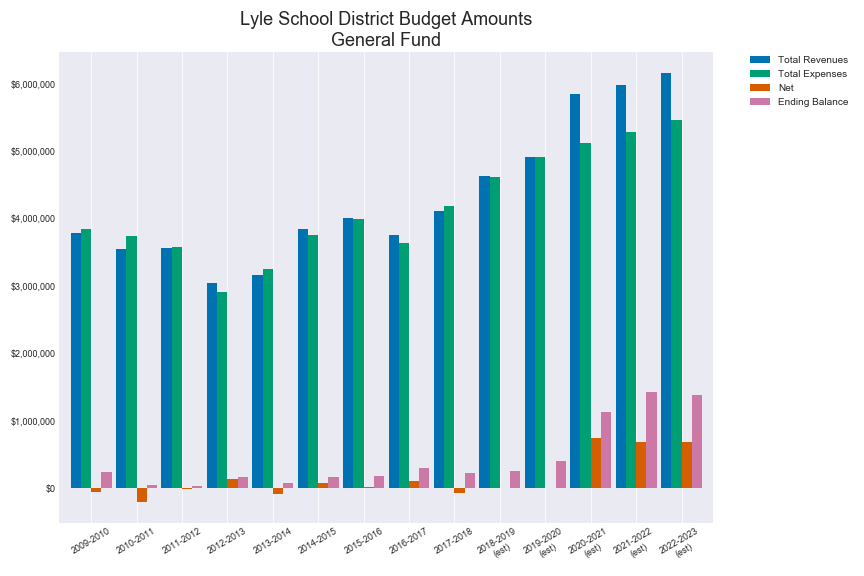 Lyle School District Budget Amounts
General Fund
Total Revenues
Total Expenses
Net
Ending Balance
$6,000,000
$5,000,000
$4,000,000
$3,000,000
$2,000,000
$1,000,000
$0
2009-2010
2010-2011
2011-2012
2012-2013
2013-2014
2014-2015
2015-2016
2016-2017
2017-2018
2018-2019
(est)
2019-2020
(est)
2020-2021
(est)
2021-2022
(est)
2022-2023
(est)